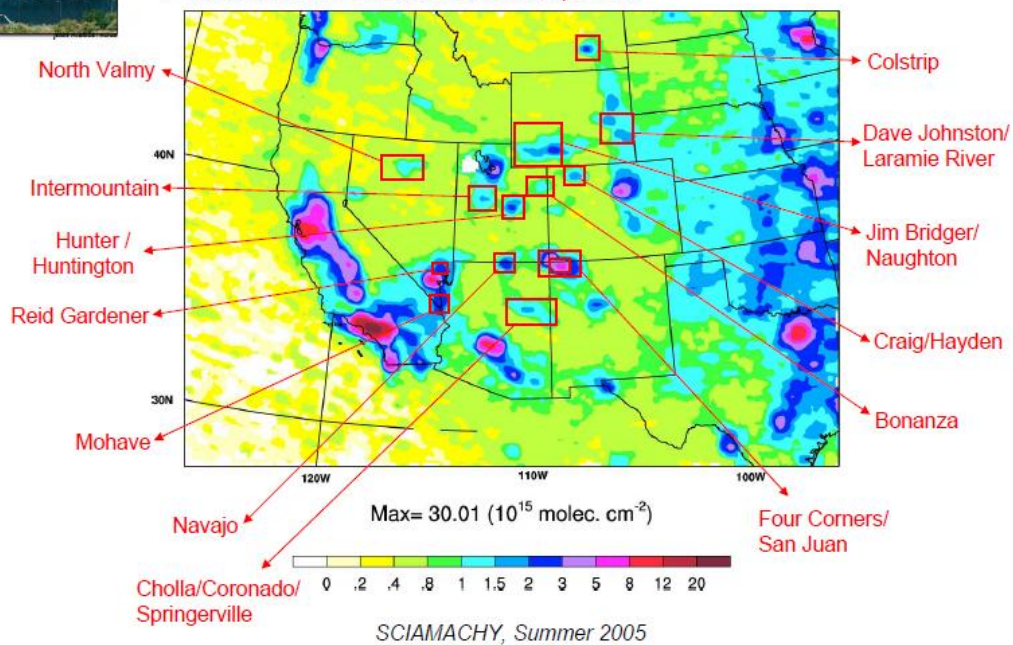 North Valmy
Colstrip
Dave Johnston/
Laramie River
40N
Intermountain
Hunter /
Huntington
Jim Bridger/
Naughton
Reid Gardener
Craig/Hayden
30N
Bonanza
Mohave
120W
110W
100W
Navajo
Max= 30.01 (10¹⁵ molec. cm⁻²)
Four Corners/
San Juan
0 .2 .4 .8 1 1.5 2 3 5 8 12 20
Cholla/Coronado/
Springerville
SCIAMACHY, Summer 2005